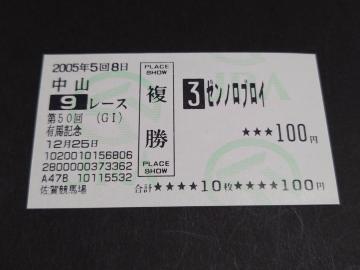 2005年5回8日
中山
9レース
第50回 (GI)
有馬記念
12月25日
1020010156806
2800000373362
A47B 10115532
佐賀競馬場
PLACE SHOW
複勝
PLACE SHOW
3 ゼンノロブロイ
★★★100円
合計★★★★10枚★★★★100円